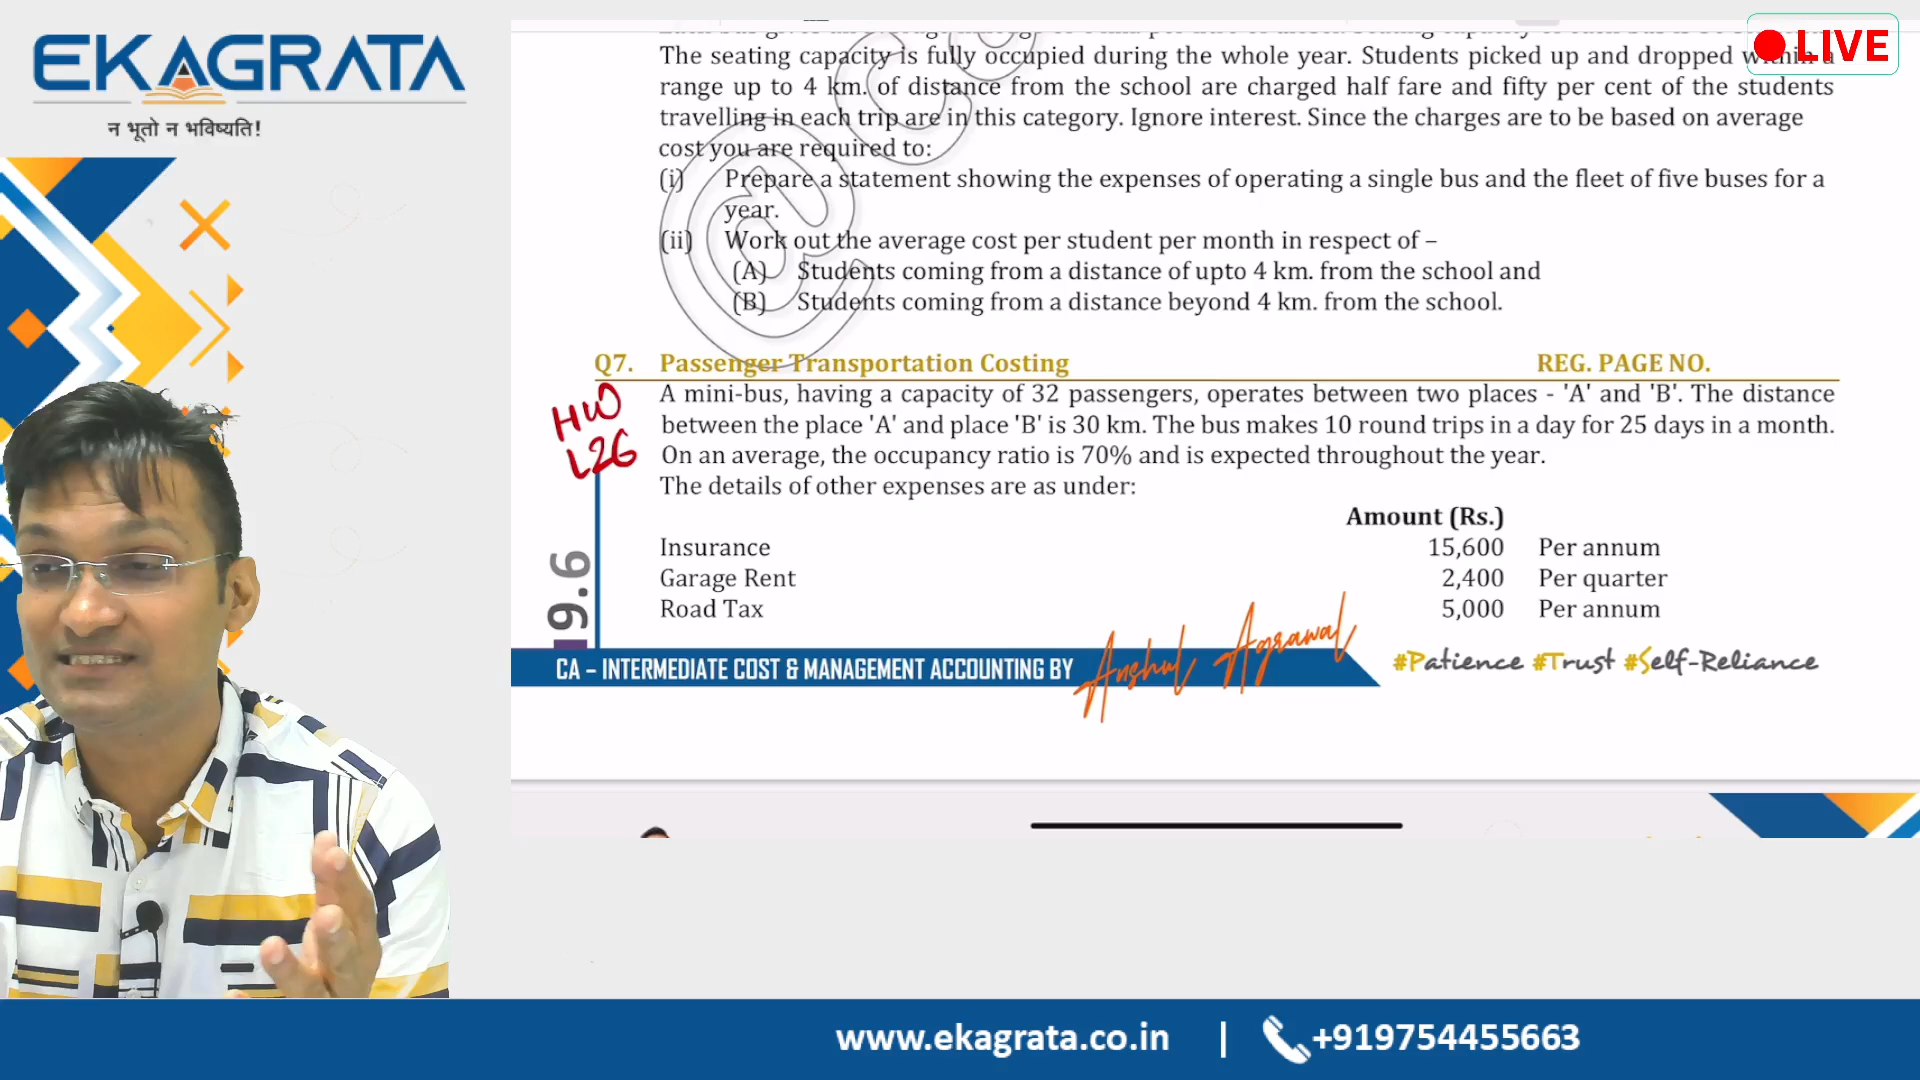 EKAGRATA
न भूतो न भविष्यति!
LIVE
The seating capacity is fully occupied during the whole year. Students picked up and dropped within a
range up to 4 km. of distance from the school are charged half fare and fifty per cent of the students
travelling in each trip are in this category. Ignore interest. Since the charges are to be based on average
cost you are required to:
(i) Prepare a statement showing the expenses of operating a single bus and the fleet of five buses for a
year.
(ii) Work out the average cost per student per month in respect of –
(A) Students coming from a distance of upto 4 km. from the school and
(B) Students coming from a distance beyond 4 km. from the school.
Q7. Passenger Transportation Costing REG. PAGE NO.
HW
L26
A mini-bus, having a capacity of 32 passengers, operates between two places - 'A' and 'B'. The distance
between the place 'A' and place 'B' is 30 km. The bus makes 10 round trips in a day for 25 days in a month.
On an average, the occupancy ratio is 70% and is expected throughout the year.
The details of other expenses are as under:
Amount (Rs.)
Insurance 15,600 Per annum
Garage Rent 2,400 Per quarter
Road Tax 5,000 Per annum
9.6
CA – INTERMEDIATE COST & MANAGEMENT ACCOUNTING BY Anshul Agrawal
#Patience #Trust #Self-Reliance
www.ekagrata.co.in | +919754455663